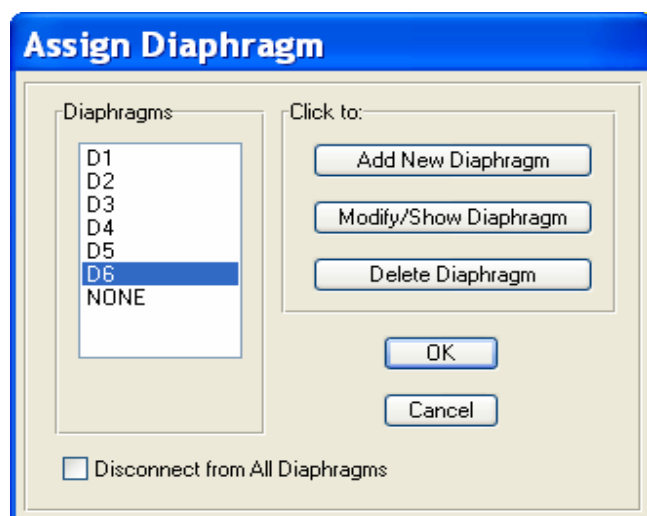 Assign Diaphragm
Diaphragms
D1
D2
D3
D4
D5
D6
NONE
Click to:
Add New Diaphragm
Modify/Show Diaphragm
Delete Diaphragm
OK
Cancel
Disconnect from All Diaphragms